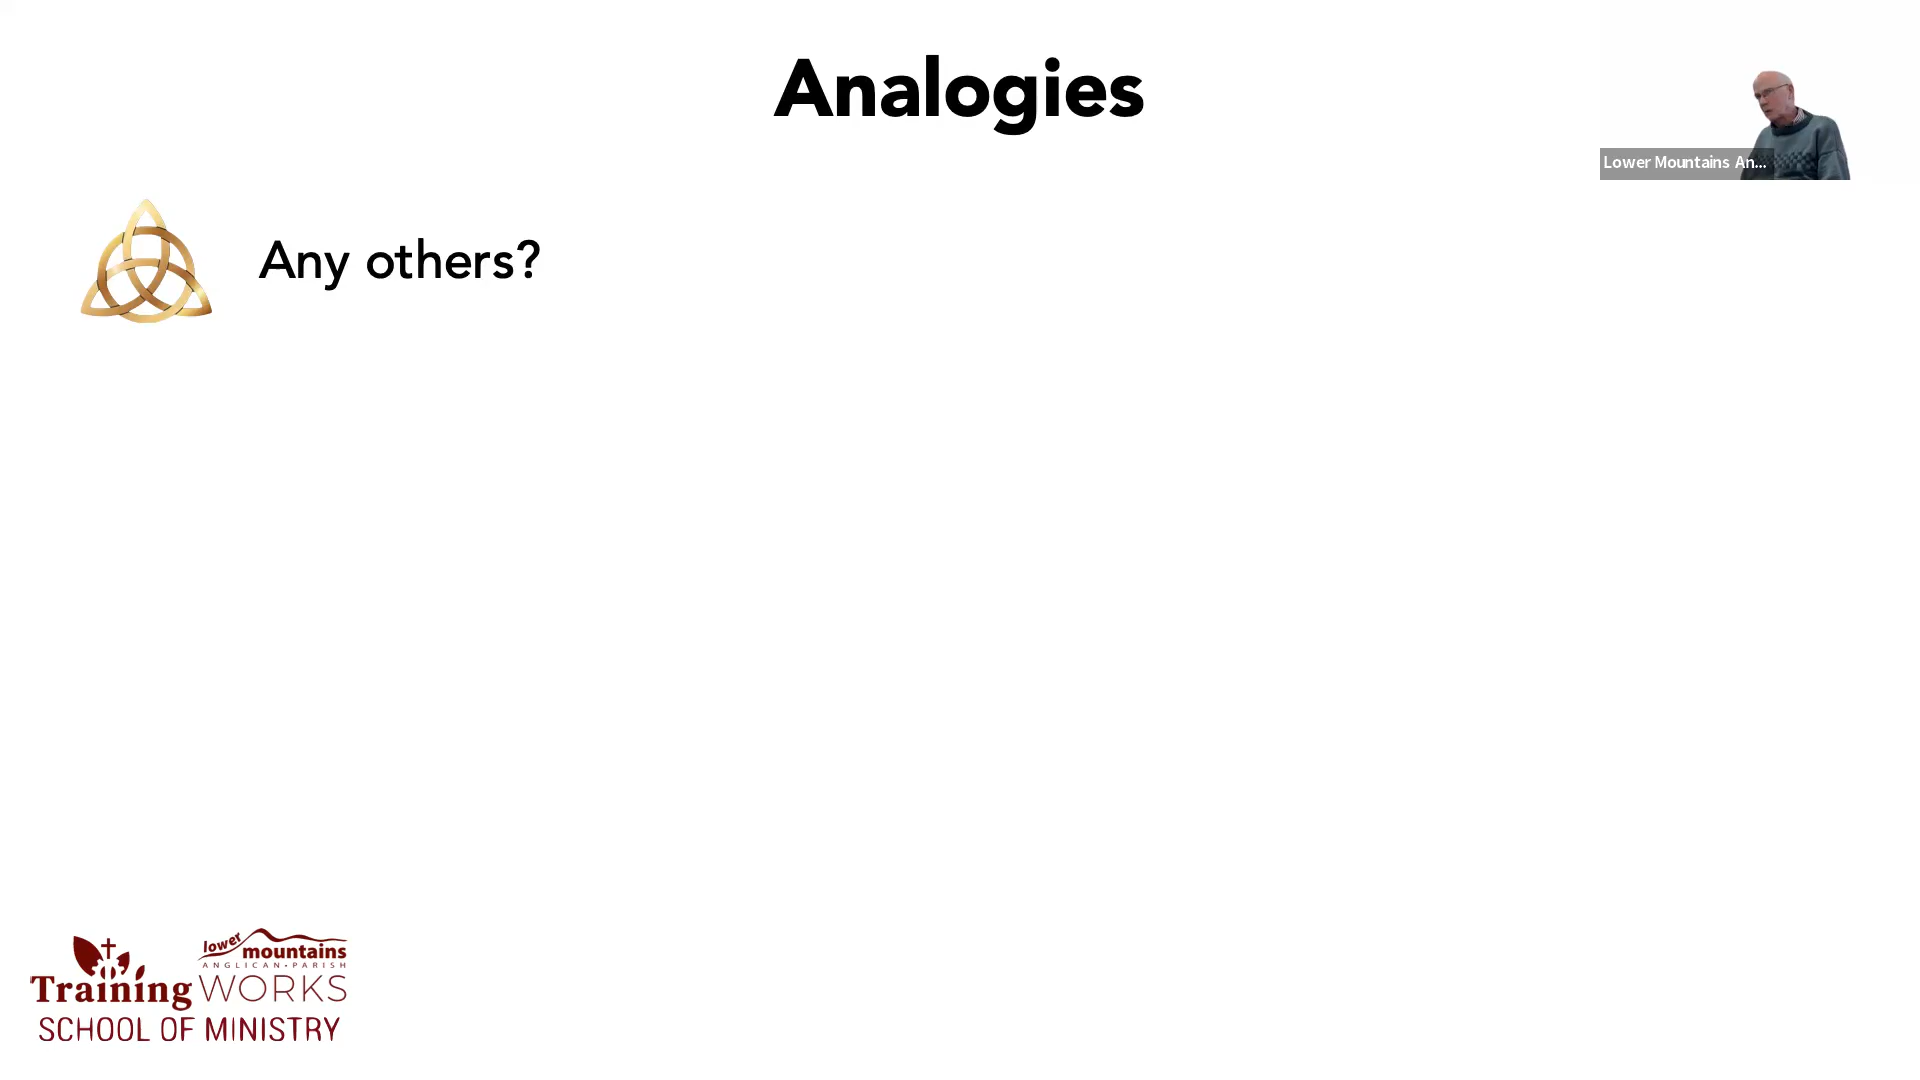 Analogies
Lower Mountains An...
Any others?
lower
mountains
ANGLICAN•PARISH
Training WORKS
SCHOOL OF MINISTRY